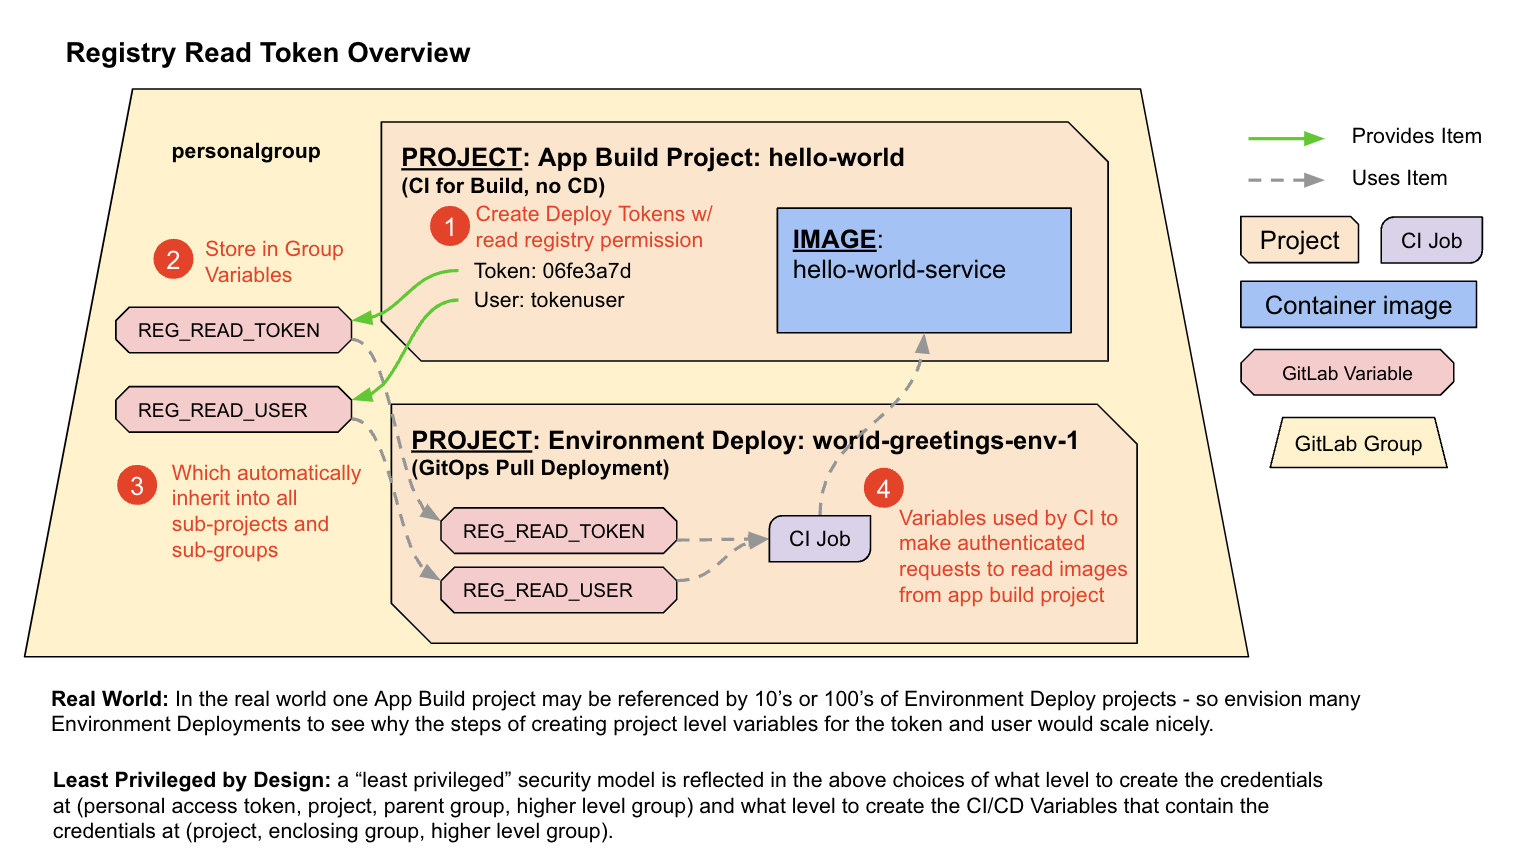 Registry Read Token Overview
personalgroup
PROJECT: App Build Project: hello-world
(CI for Build, no CD)
1
Create Deploy Tokens w/
read registry permission
Token: 06fe3a7d
User: tokenuser
IMAGE:
hello-world-service
2
Store in Group
Variables
REG_READ_TOKEN
REG_READ_USER
3
Which automatically
inherit into all
sub-projects and
sub-groups
PROJECT: Environment Deploy: world-greetings-env-1
(GitOps Pull Deployment)
REG_READ_TOKEN
REG_READ_USER
CI Job
4
Variables used by CI to
make authenticated
requests to read images
from app build project
Provides Item
Uses Item
Project
CI Job
Container image
GitLab Variable
GitLab Group
Real World: In the real world one App Build project may be referenced by 10’s or 100’s of Environment Deploy projects - so envision many
Environment Deployments to see why the steps of creating project level variables for the token and user would scale nicely.
Least Privileged by Design: a “least privileged” security model is reflected in the above choices of what level to create the credentials
at (personal access token, project, parent group, higher level group) and what level to create the CI/CD Variables that contain the
credentials at (project, enclosing group, higher level group).